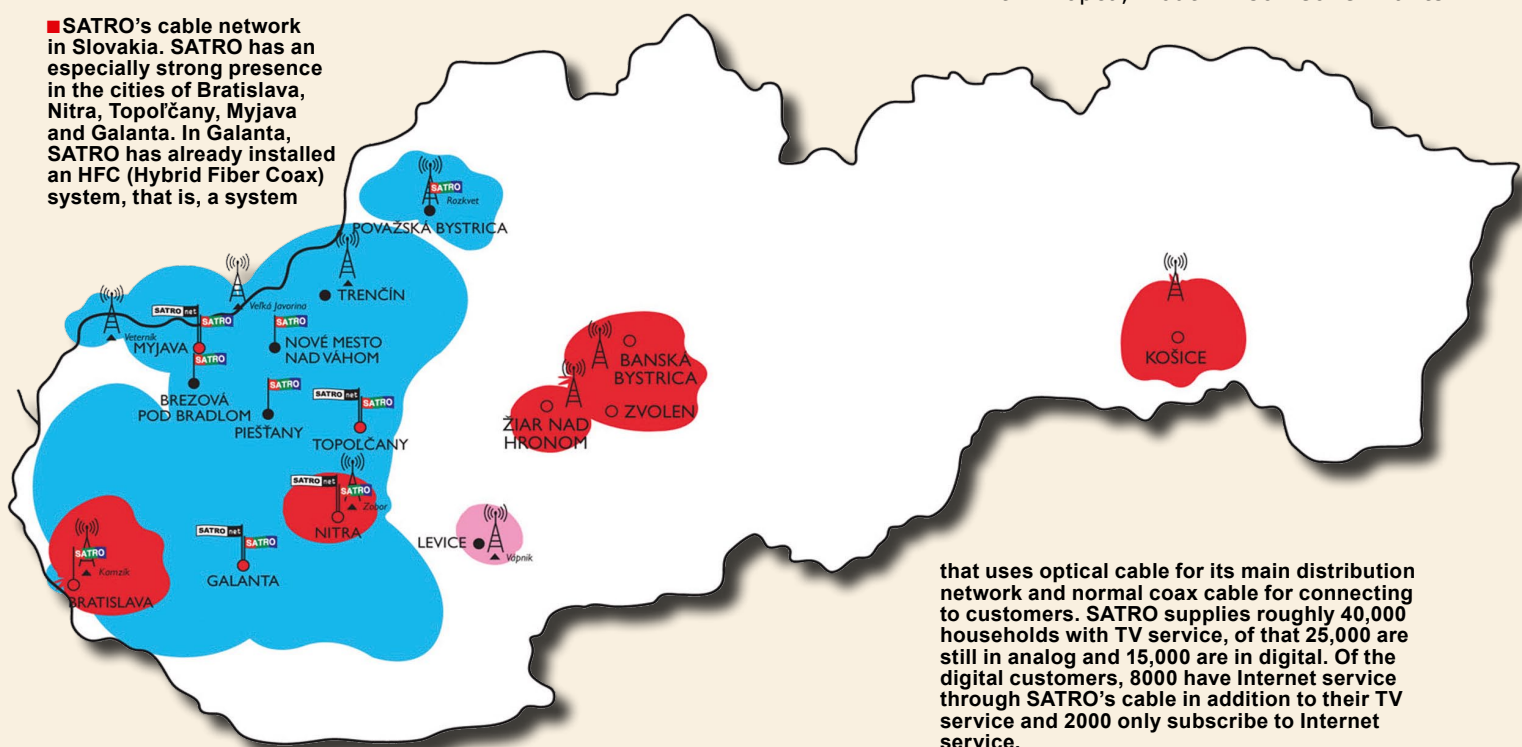 SATRO's cable network
in Slovakia. SATRO has an
especially strong presence
in the cities of Bratislava,
Nitra, Topoľčany, Myjava
and Galanta. In Galanta,
SATRO has already installed
an HFC (Hybrid Fiber Coax)
system, that is, a system
SATRO
Rozkvet
POVAŽSKÁ BYSTRICA
TRENČÍN
Veľká Javorina
Veterník
SATRO net
SATRO
MYJAVA
SATRO
NOVÉ MESTO
NAD VÁHOM
SATRO
BREZOVÁ
POD BRADLOM
SATRO
PIEŠŤANY
SATRO net
SATRO
TOPOĽČANY
BANSKÁ
BYSTRICA
ZVOLEN
ŽIAR NAD
HRONOM
KOŠICE
SATRO net
SATRO
Zobor
NITRA
LEVICE
Vápnik
SATRO net
SATRO
GALANTA
SATRO
Kamzík
BRATISLAVA
that uses optical cable for its main distribution
network and normal coax cable for connecting
to customers. SATRO supplies roughly 40,000
households with TV service, of that 25,000 are
still in analog and 15,000 are in digital. Of the
digital customers, 8000 have Internet service
through SATRO's cable in addition to their TV
service and 2000 only subscribe to Internet
service.